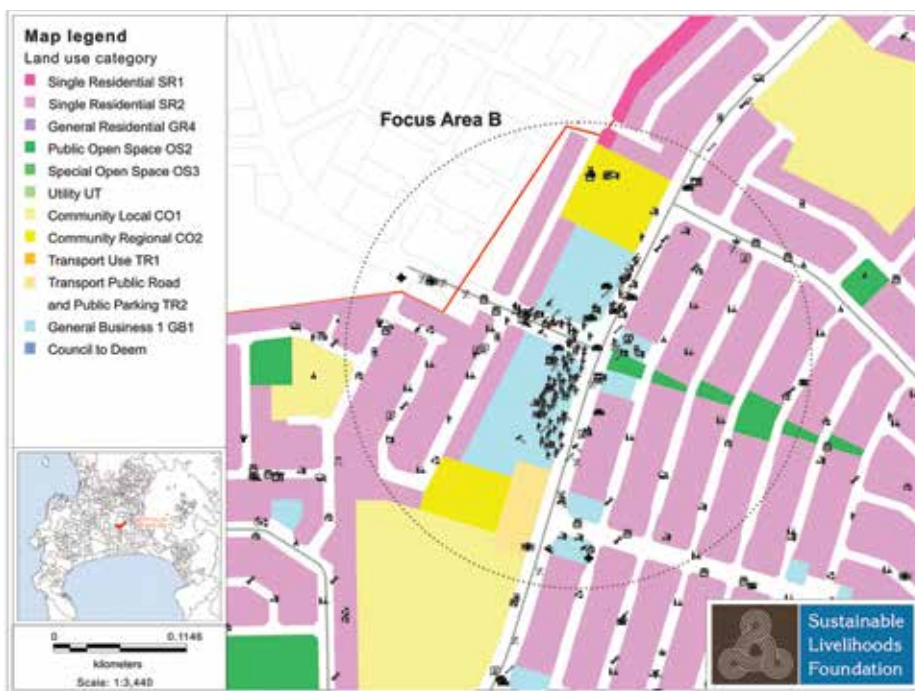 Map legend
Land use category
Single Residential SR1
Single Residential SR2
General Residential GR4
Public Open Space OS2
Special Open Space OS3
Utility UT
Community Local CO1
Community Regional CO2
Transport Use TR1
Transport Public Road
and Public Parking TR2
General Business 1 GB1
Council to Deem
Focus Area B
0 0.1146
kilometers
Scale: 1:3,440
Sustainable
Livelihoods
Foundation